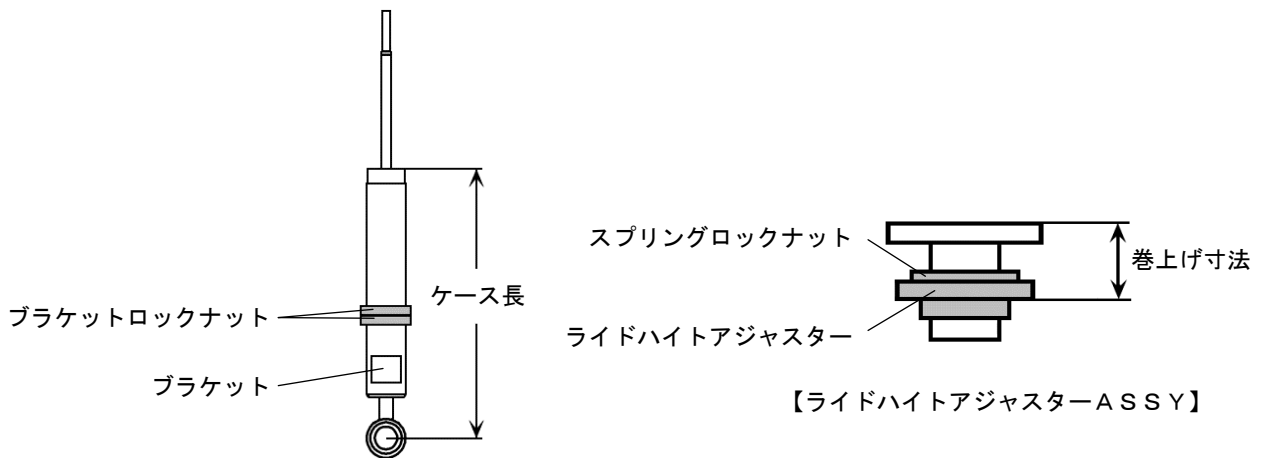 ブラケットロックナット
ブラケット
ケース長
スプリングロックナット
ライドハイトアジャスター
巻上げ寸法
【ライドハイトアジャスターＡＳＳＹ】